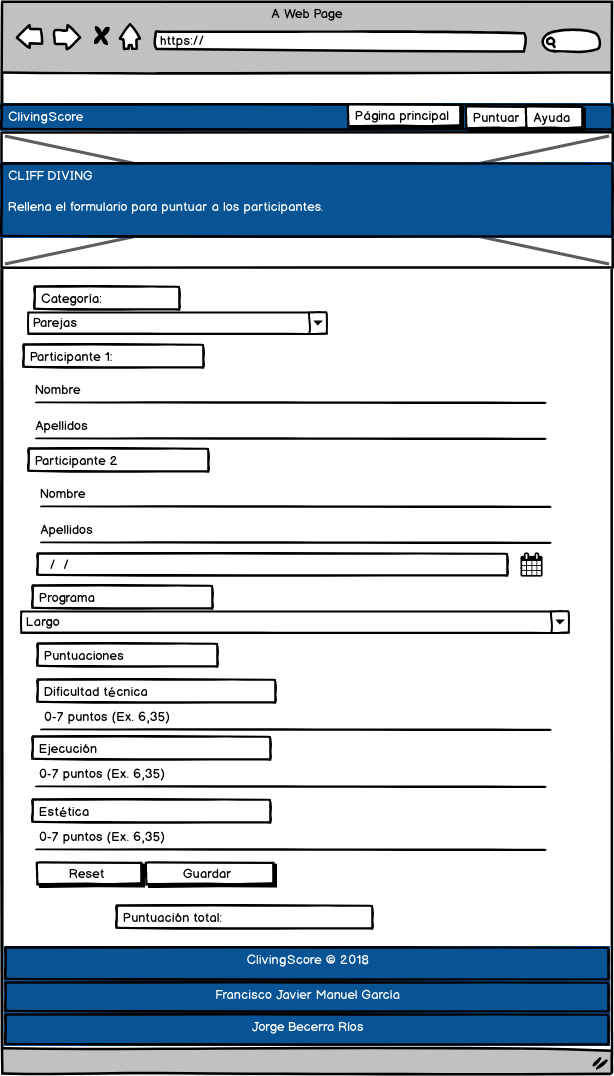 A Web Page
https://
ClivingScore
Página principal
Puntuar
Ayuda
CLIFF DIVING
Rellena el formulario para puntuar a los participantes.
Categoría:
Parejas
Participante 1:
Nombre
Apellidos
Participante 2
Nombre
Apellidos
/ /
Programa
Largo
Puntuaciones
Dificultad técnica
0-7 puntos (Ex. 6,35)
Ejecución
0-7 puntos (Ex. 6,35)
Estética
0-7 puntos (Ex. 6,35)
Reset
Guardar
Puntuación total:
ClivingScore © 2018
Francisco Javier Manuel García
Jorge Becerra Ríos